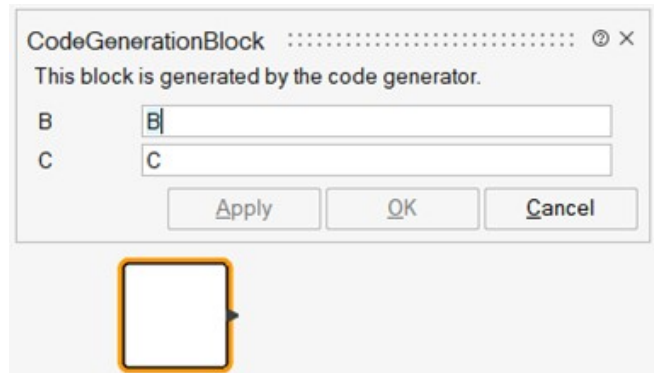 CodeGenerationBlock
This block is generated by the code generator.
B B
C C
Apply OK Cancel